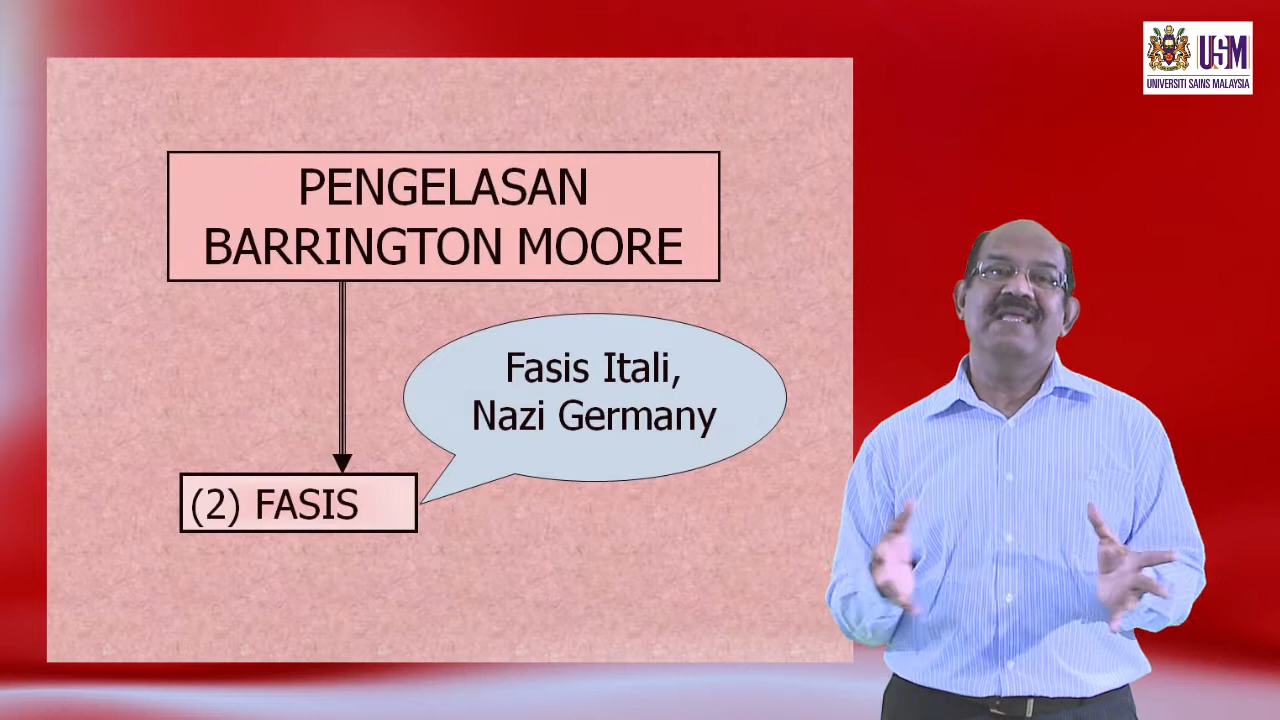 USM
UNIVERSITI SAINS MALAYSIA
PENGELASAN
BARRINGTON MOORE
Fasis Itali,
Nazi Germany
(2) FASIS